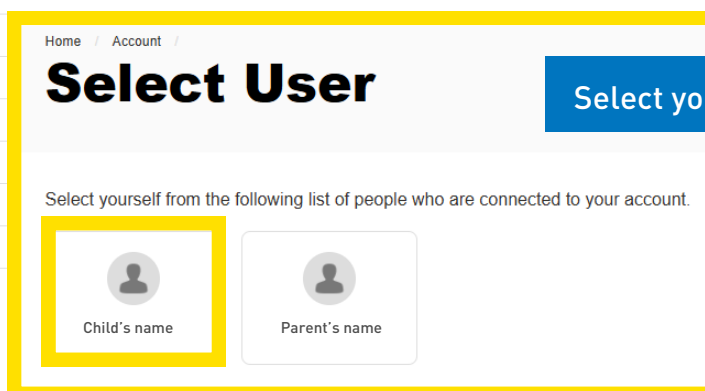 Home / Account /
Select User
Select yo
Select yourself from the following list of people who are connected to your account.
Child's name
Parent's name